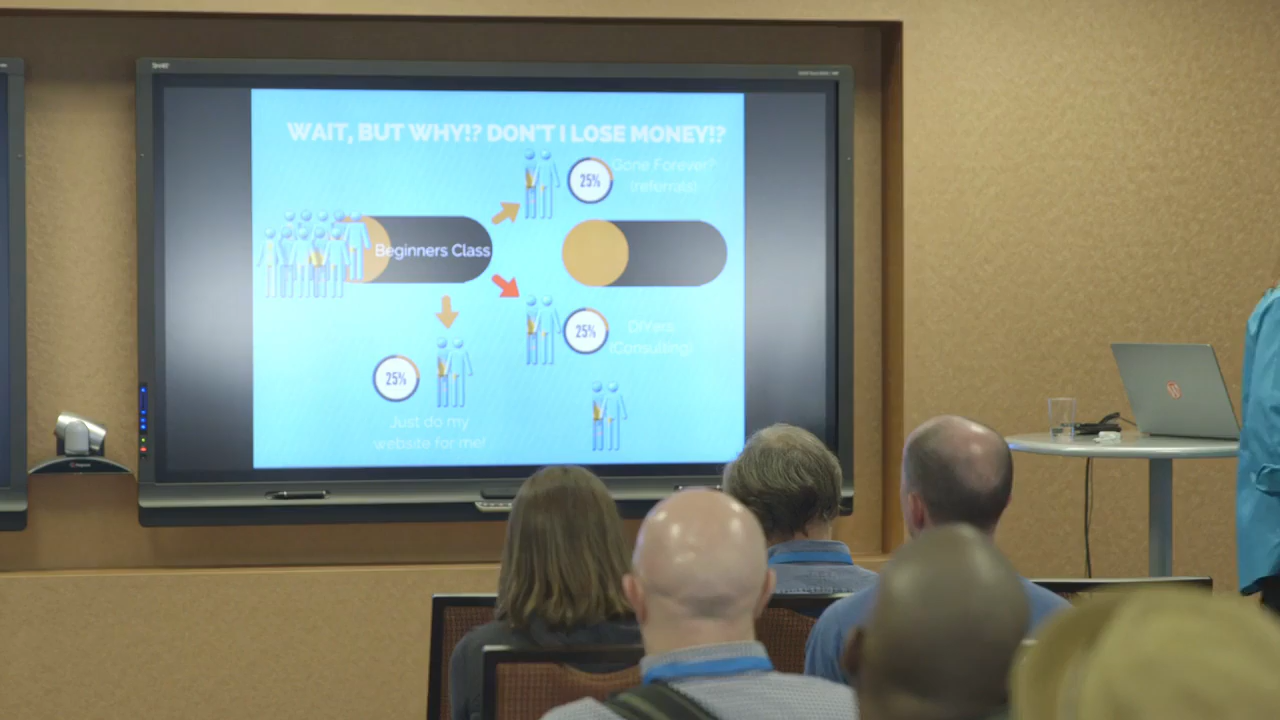 WAIT, BUT WHY!? DON'T I LOSE MONEY!?
25%
Gone Forever?
(referrals)
Beginners Class
25%
DIYers
(Consulting)
25%
Just do my
website for me!